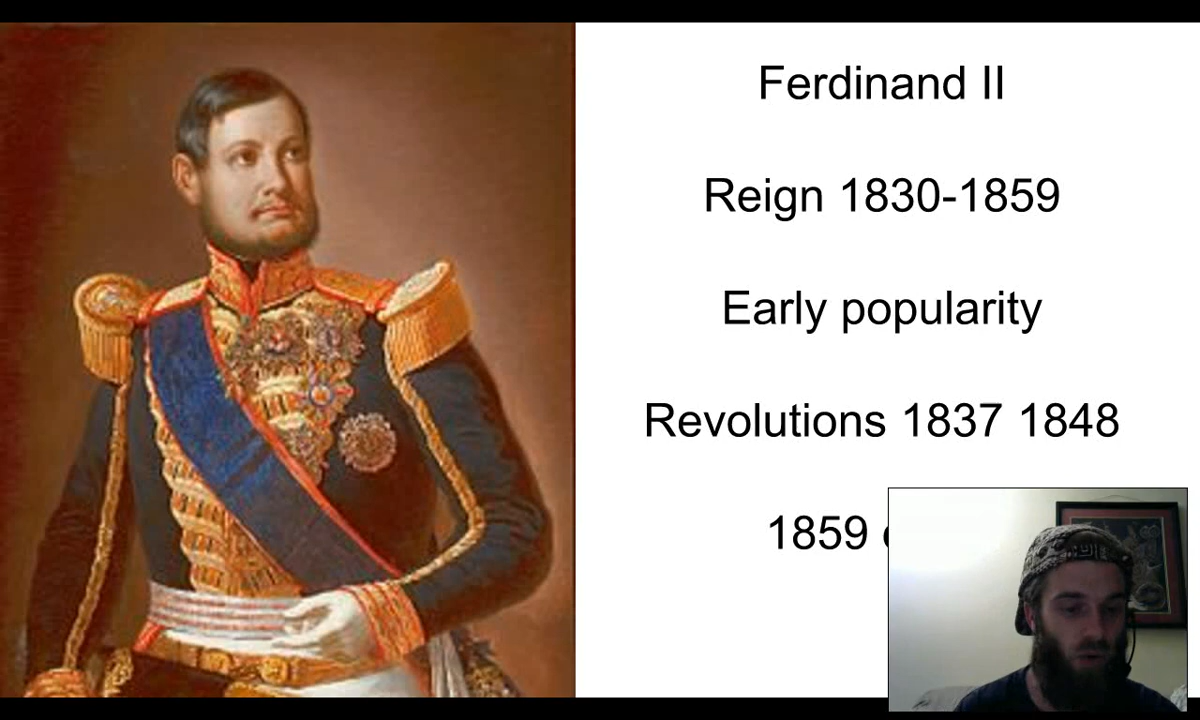 Ferdinand II
Reign 1830-1859
Early popularity
Revolutions 1837 1848
1859